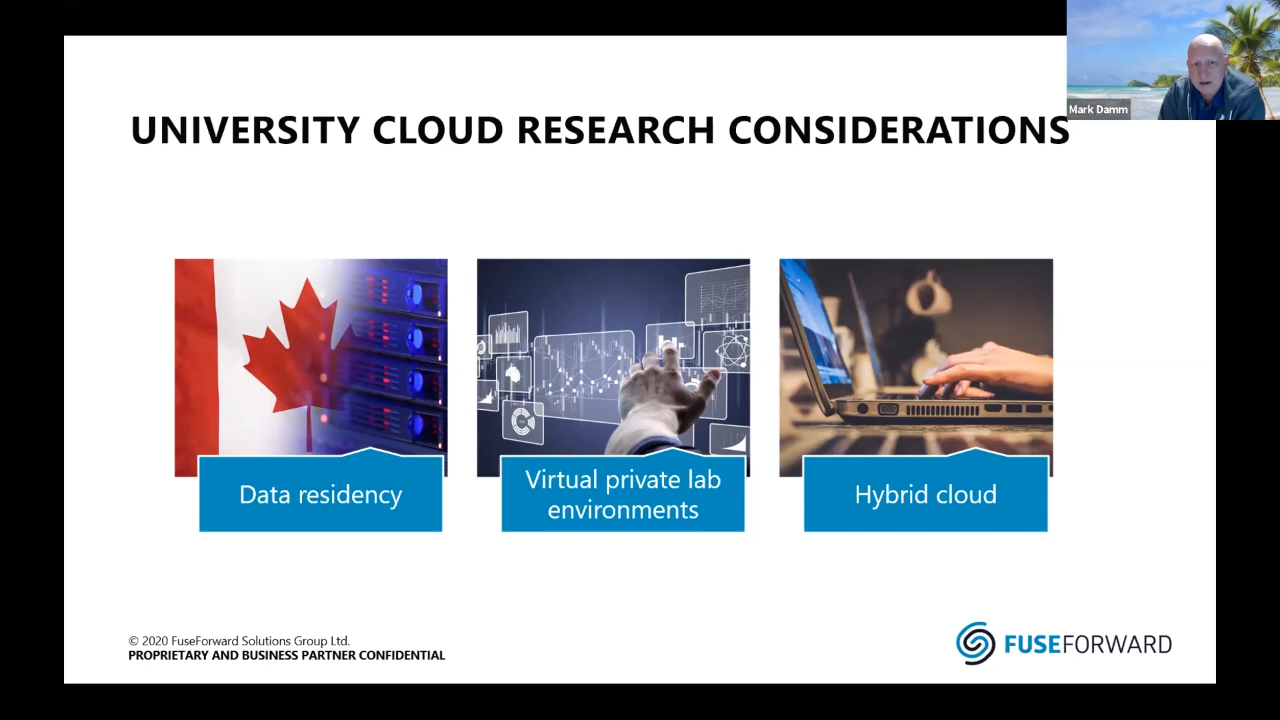 Mark Damm
UNIVERSITY CLOUD RESEARCH CONSIDERATIONS
Data residency
Virtual private lab
environments
Hybrid cloud
© 2020 FuseForward Solutions Group Ltd.
PROPRIETARY AND BUSINESS PARTNER CONFIDENTIAL
FUSEFORWARD